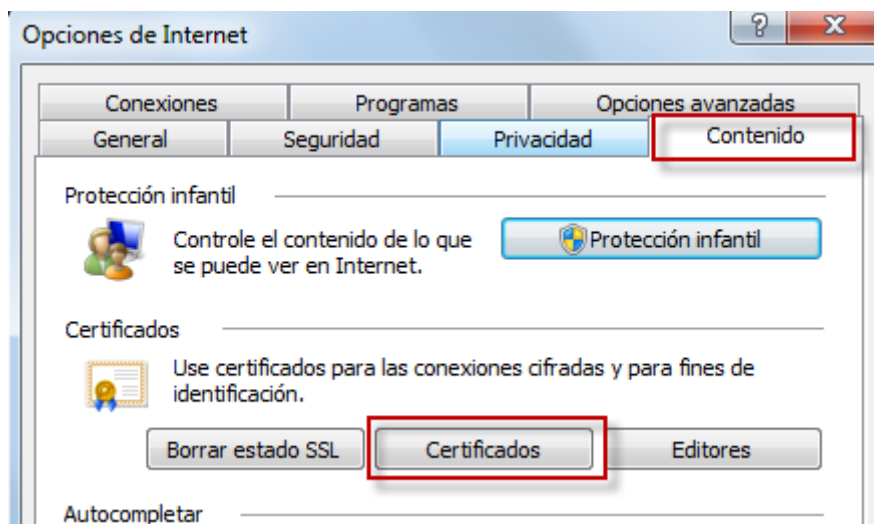 Opciones de Internet
?
X
Conexiones Programas Opciones avanzadas
General Seguridad Privacidad Contenido
Protección infantil
Controle el contenido de lo que
se puede ver en Internet.
Protección infantil
Certificados
Use certificados para las conexiones cifradas y para fines de
identificación.
Borrar estado SSL Certificados Editores
Autocompletar